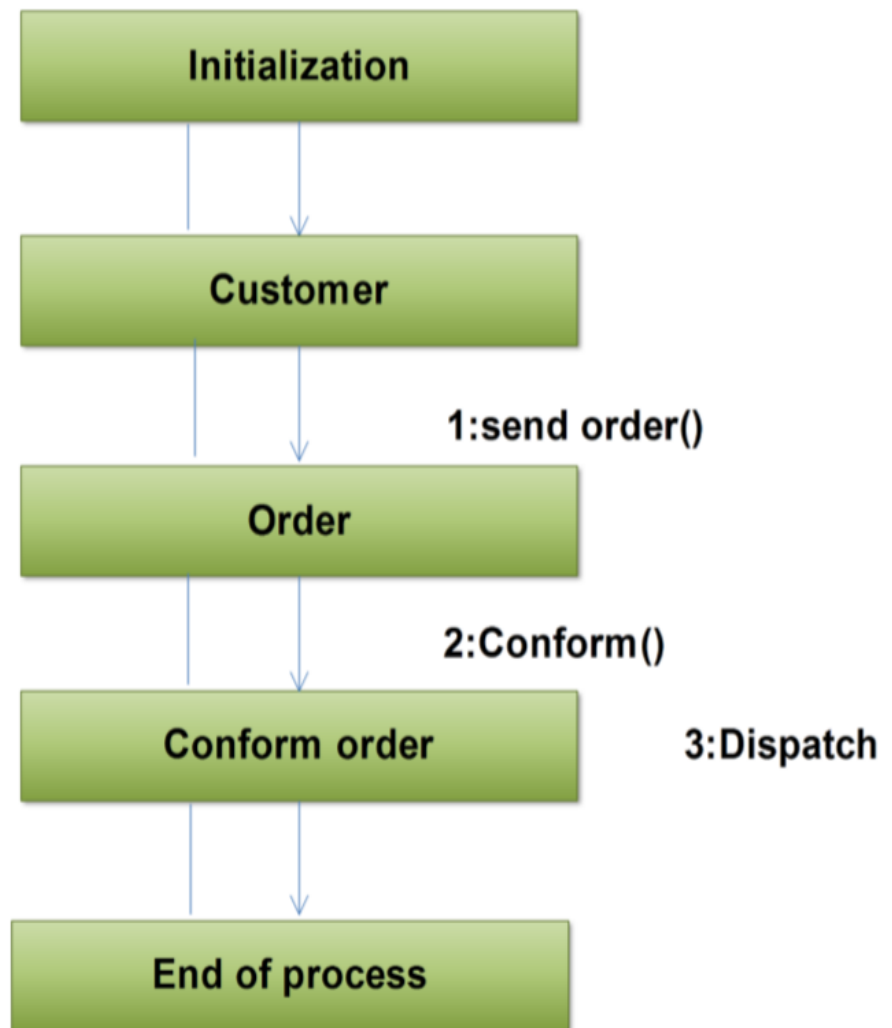 Initialization
Customer
1:send order()
Order
2:Conform()
Conform order
3:Dispatch
End of process